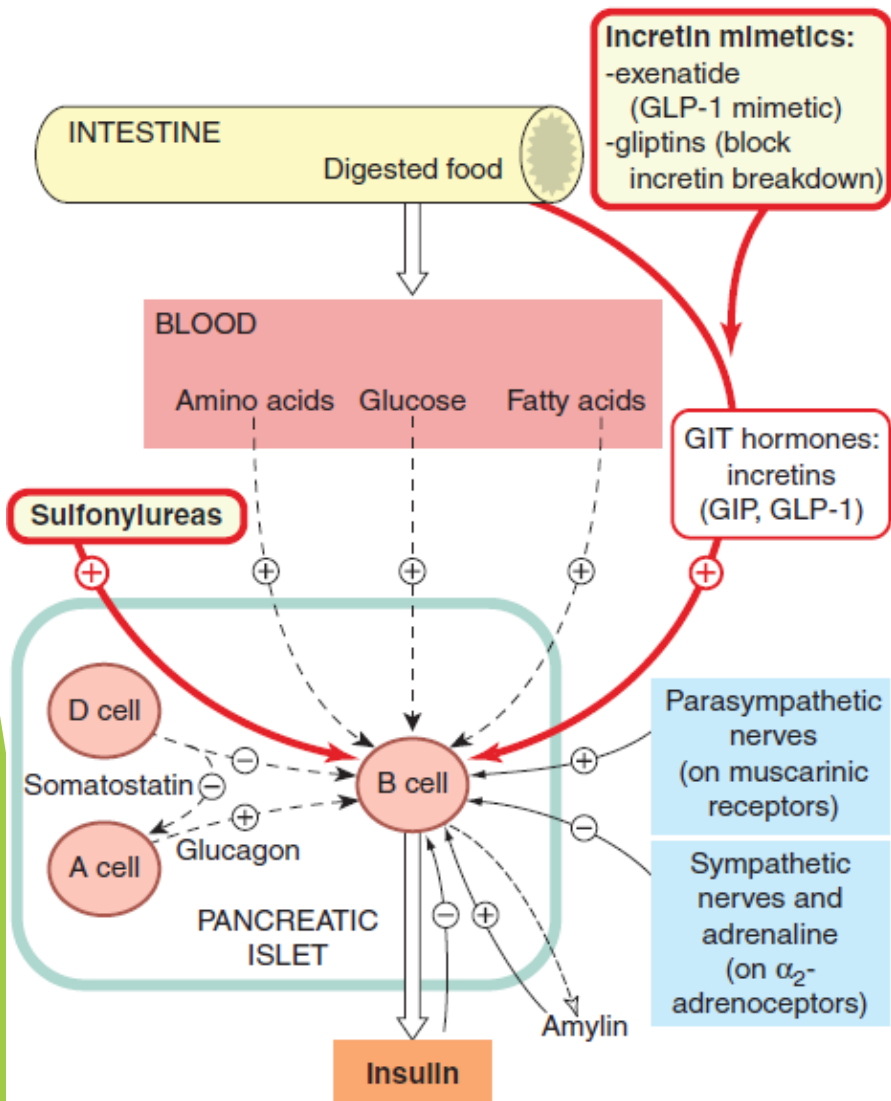 Incretin mimetics:
-exenatide
(GLP-1 mimetic)
-gliptins (block
incretin breakdown)
INTESTINE
Digested food
BLOOD
Amino acids
Glucose
Fatty acids
GIT hormones:
incretins
(GIP, GLP-1)
Sulfonylureas
+
+
+
+
+
D cell
−
Somatostatin
−
B cell
+
A cell
Glucagon
Parasympathetic
nerves
(on muscarinic
receptors)
+
−
Sympathetic
nerves and
adrenaline
(on α₂-
adrenoceptors)
PANCREATIC
ISLET
−
+
Amylin
Insulin